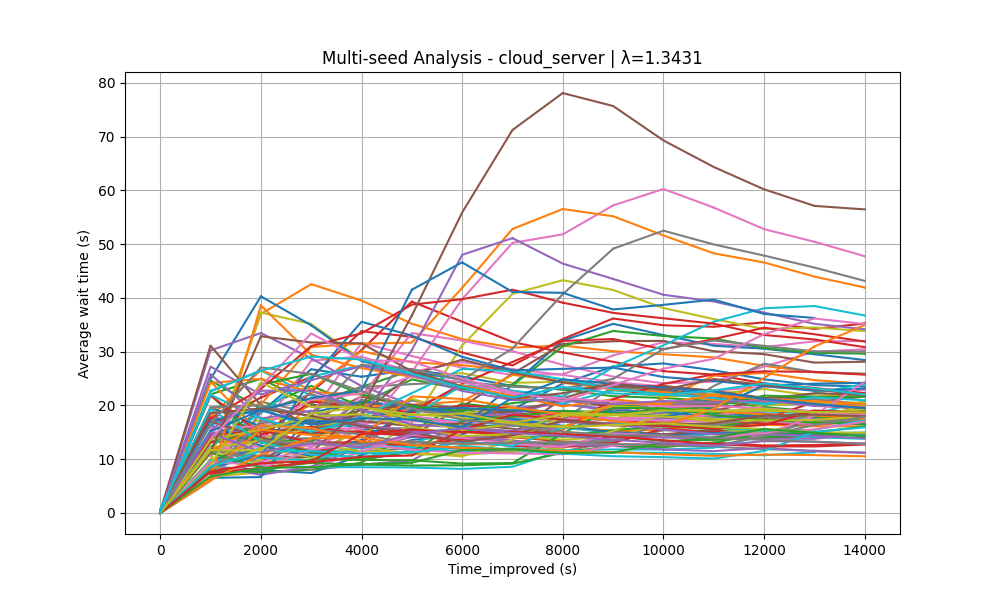 Multi-seed Analysis - cloud_server | λ=1.3431
Average wait time (s)
80
70
60
50
40
30
20
10
0
0 2000 4000 6000 8000 10000 12000 14000
Time_improved (s)